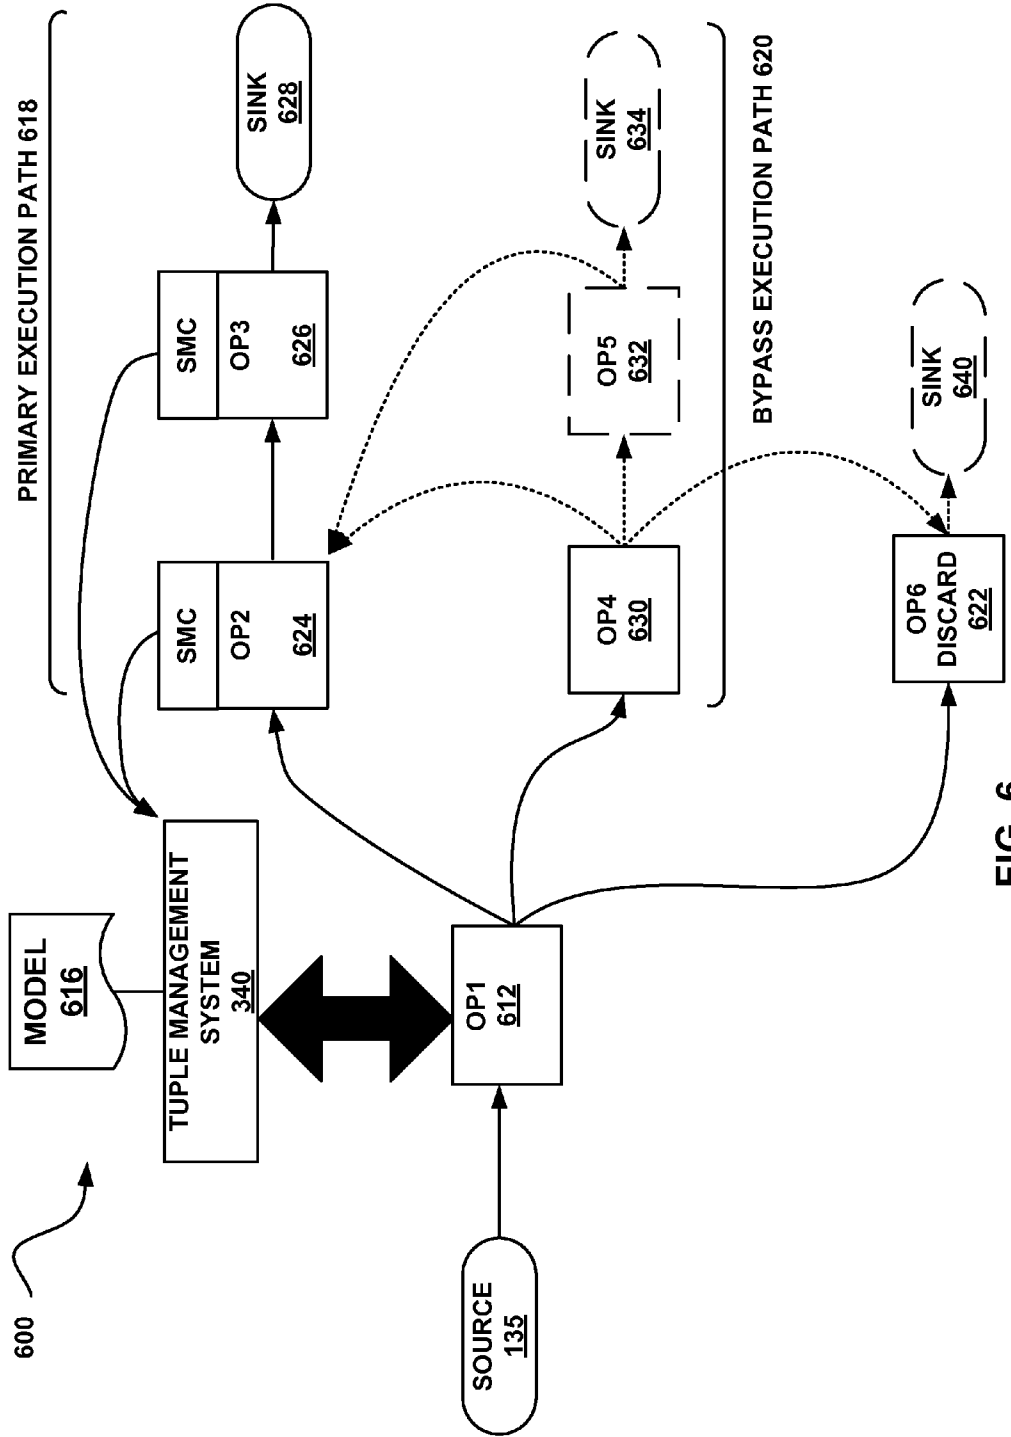 600
MODEL
616
TUPLE MANAGEMENT
SYSTEM
340
SOURCE
135
OP1
612
PRIMARY EXECUTION PATH 618
SMC
OP2
624
SMC
OP3
626
SINK
628
OP4
630
OP5
632
SINK
634
BYPASS EXECUTION PATH 620
OP6
DISCARD
622
SINK
640
FIG. 6